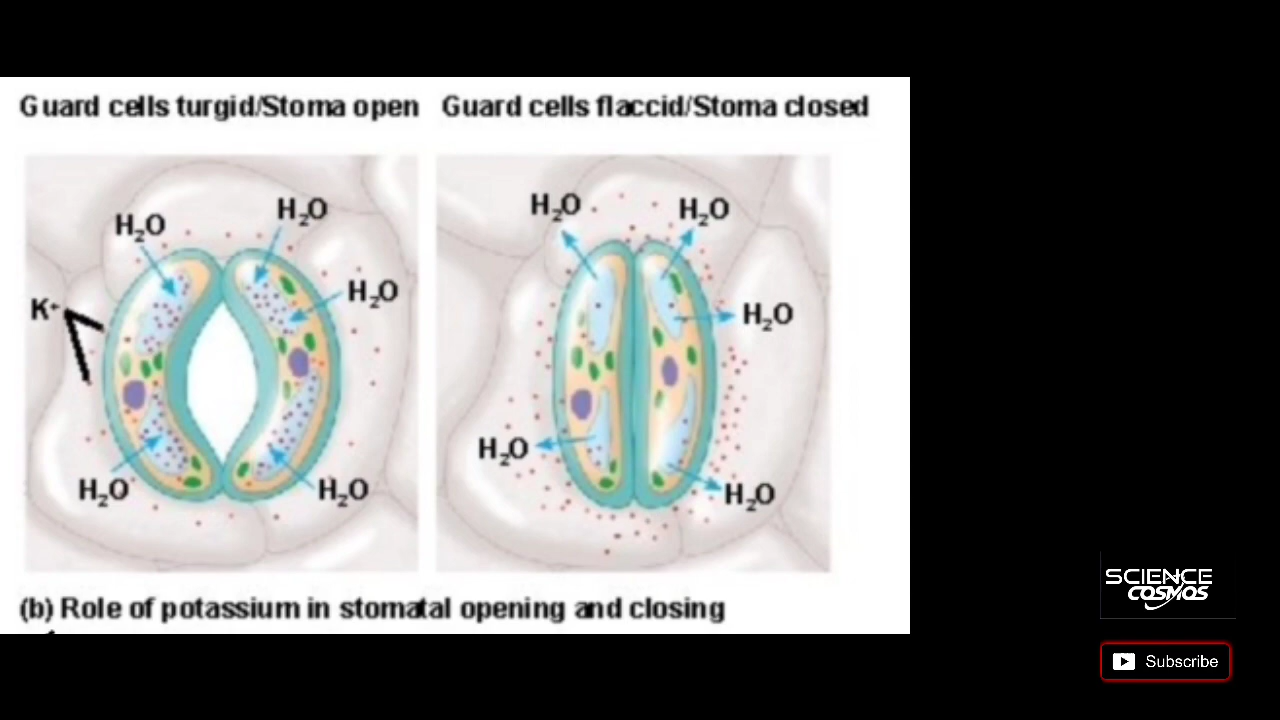 Guard cells turgid/Stoma open
Guard cells flaccid/Stoma closed
H₂O
H₂O
H₂O
K⁺
H₂O
H₂O
H₂O
H₂O
H₂O
H₂O
H₂O
(b) Role of potassium in stomatal opening and closing
SCIENCE
COSMOS
Subscribe